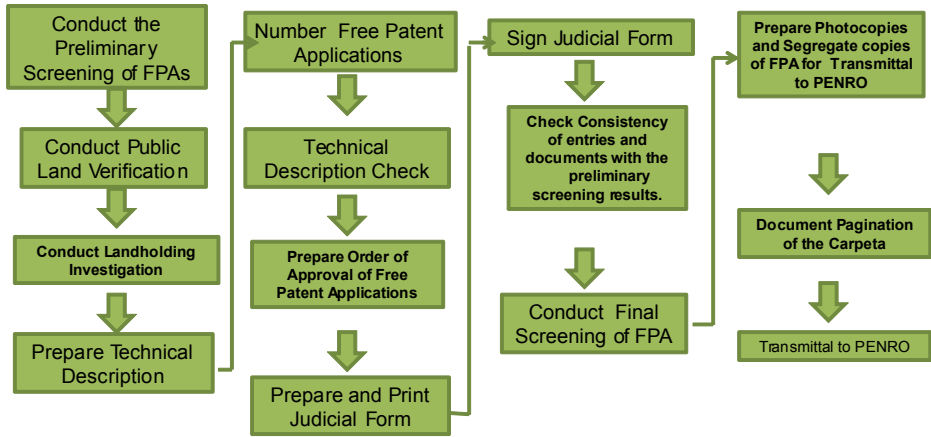 Conduct the
Preliminary
Screening of FPAs
Conduct Public
Land Verification
Conduct Landholding
Investigation
Prepare Technical
Description
Number Free Patent
Applications
Technical
Description Check
Prepare Order of
Approval of Free
Patent Applications
Prepare and Print
Judicial Form
Sign Judicial Form
Check Consistency
of entries and
documents with the
preliminary
screening results.
Conduct Final
Screening of FPA
Prepare Photocopies
and Segregate copies
of FPA for Transmittal
to PENRO
Document Pagination
of the Carpeta
Transmittal to PENRO